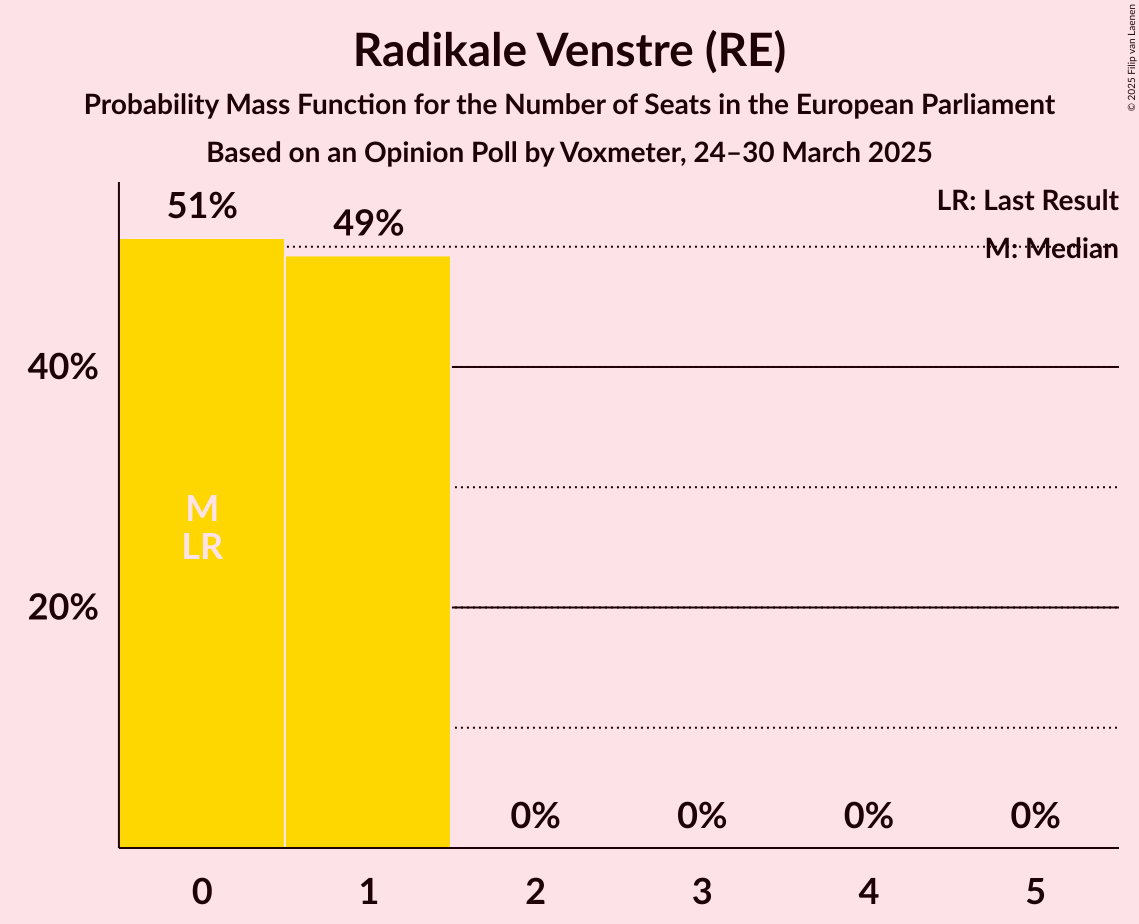 Radikale Venstre (RE)
Probability Mass Function for the Number of Seats in the European Parliament
Based on an Opinion Poll by Voxmeter, 24–30 March 2025
© 2025 Filip van Laenen
LR: Last Result
M: Median
51%
49%
40%
20%
M
LR
0%
0%
0%
0%
0
1
2
3
4
5